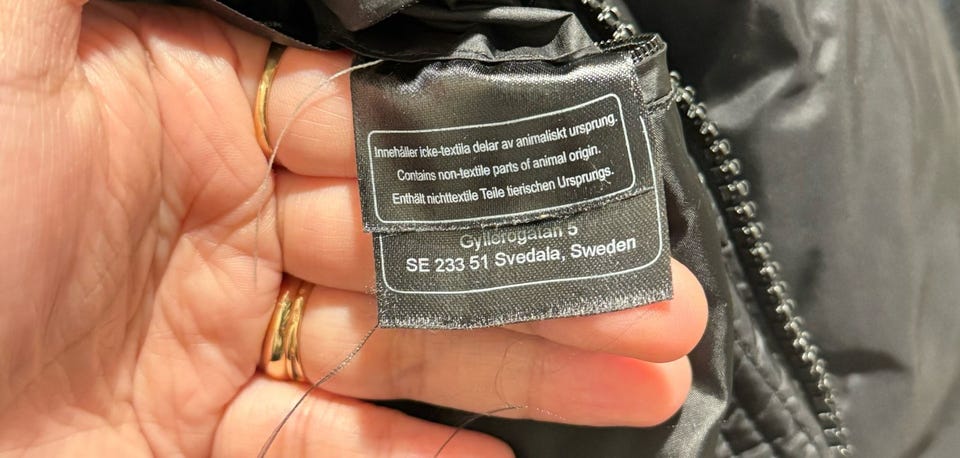 Innehåller icke-textila delar av animaliskt ursprung.
Contains non-textile parts of animal origin.
Enthält nichttextile Teile tierischen Ursprungs.
Gyllerogatan 5
SE 233 51 Svedala, Sweden